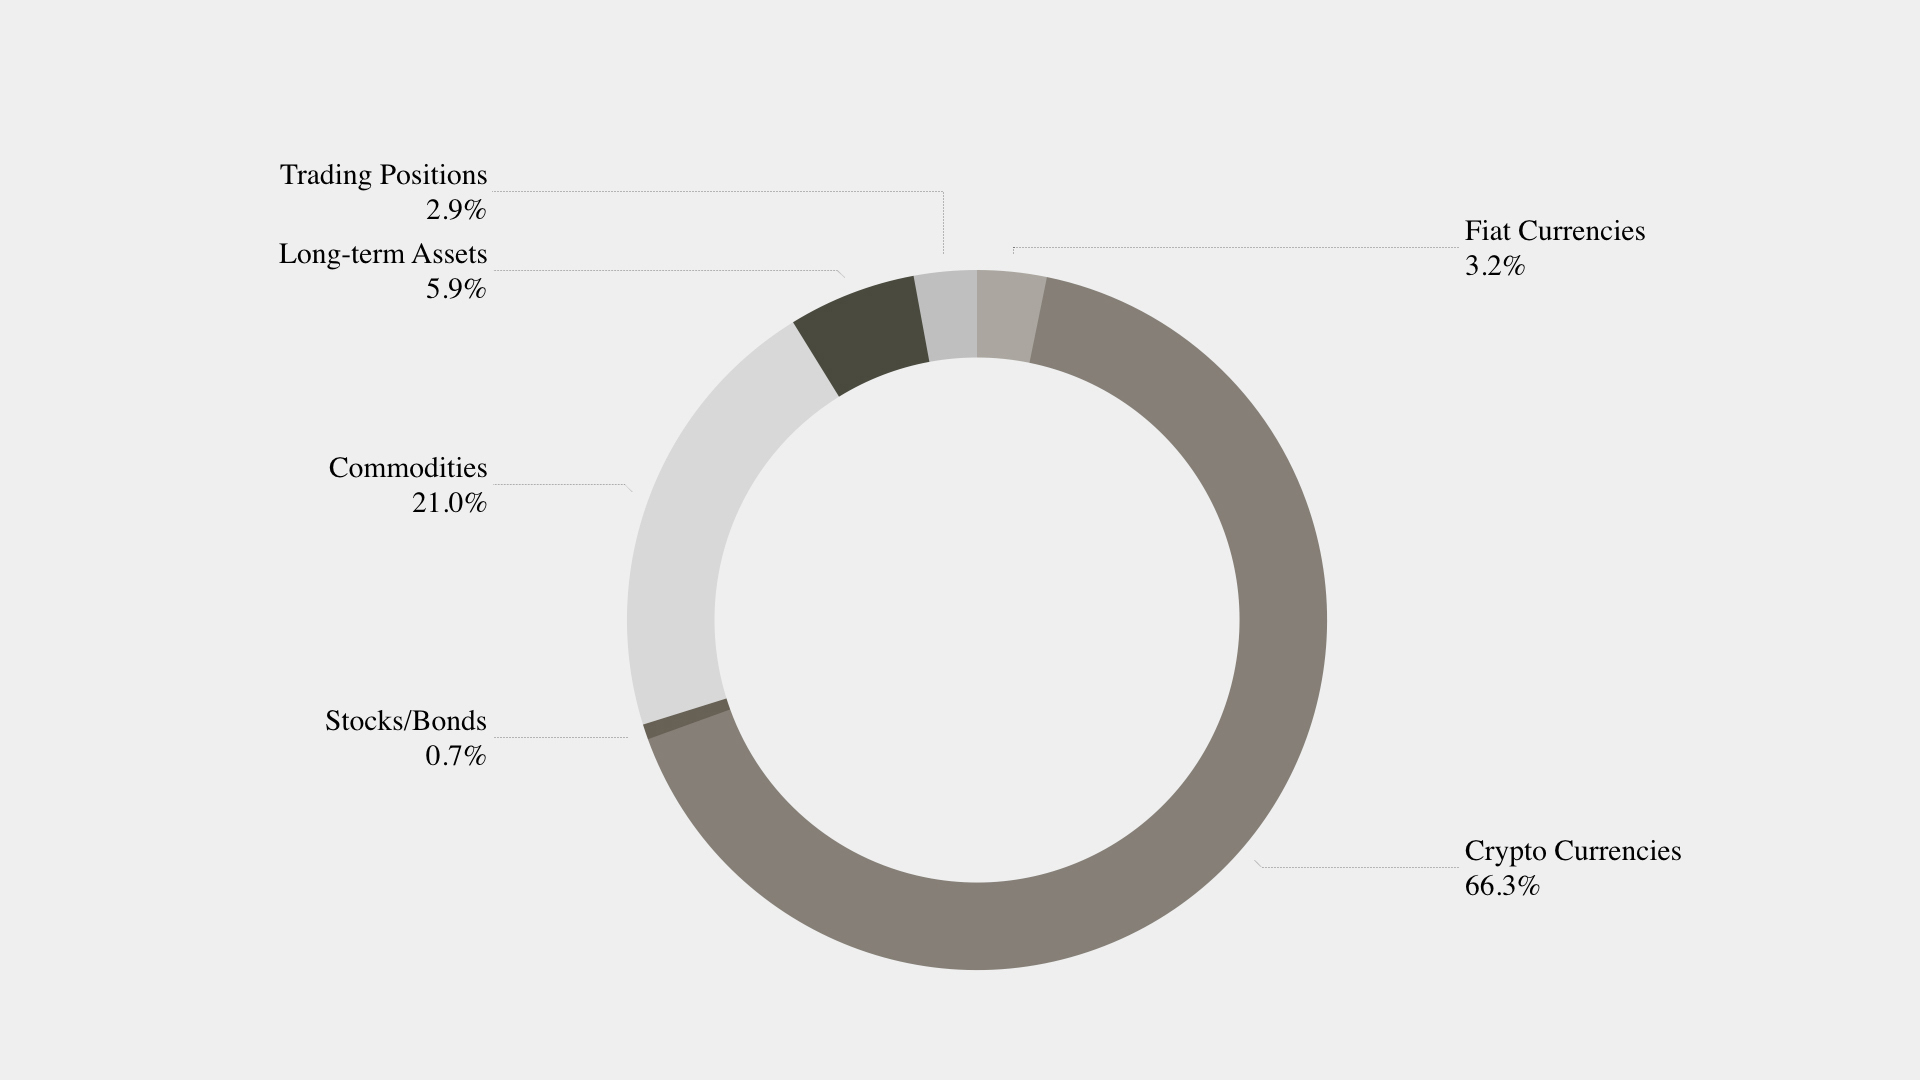 Trading Positions
2.9%
Long-term Assets
5.9%
Commodities
21.0%
Stocks/Bonds
0.7%
Fiat Currencies
3.2%
Crypto Currencies
66.3%